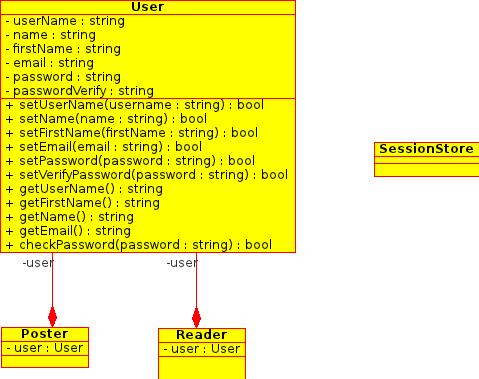 User
- userName : string
- name : string
- firstName : string
- email : string
- password : string
- passwordVerify : string
+ setUserName(username : string) : bool
+ setName(name : string) : bool
+ setFirstName(firstName : string) : bool
+ setEmail(email : string) : bool
+ setPassword(password : string) : bool
+ setVerifyPassword(password : string) : bool
+ getUserName() : string
+ getFirstName() : string
+ getName() : string
+ getEmail() : string
+ checkPassword(password : string) : bool
SessionStore
-user
-user
Poster
- user : User
Reader
- user : User